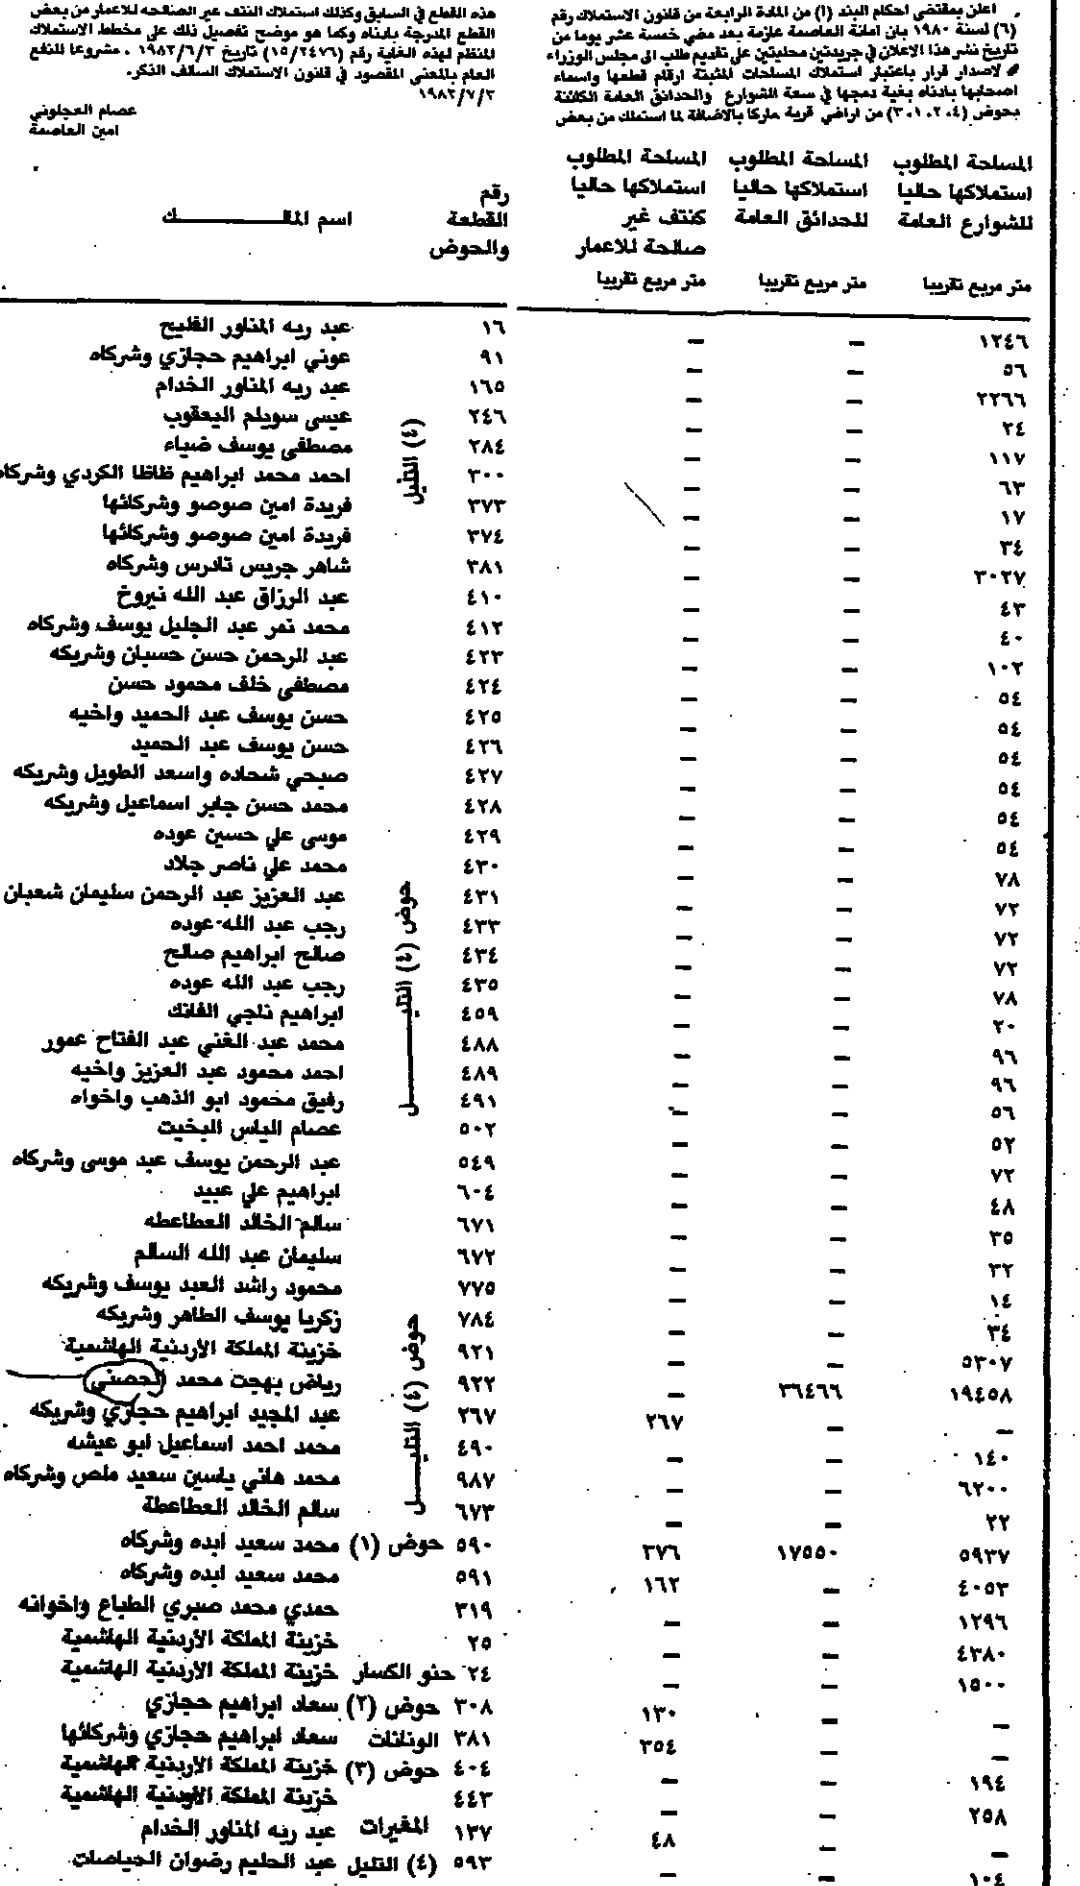 اعلن بمقتضى احكام البند (أ) من المادة الرابعة من قانون الاستملاك رقم
(٦) لسنة ١٩٨٠ بان امانة العاصمة عازمة بعد مضي خمسة عشر يوما من
تاريخ نشر هذا الاعلان في جريدتين محليتين على تقديم طلب الى مجلس الوزراء
لاصدار قرار باعتبار استملاك المساحات المثبتة ارقام قطعها واسماء
اصحابها بادناه بغية دمجها في سعة الشوارع والحدائق العامة الكائنة
بحوض (٤، ٢، ١، ٣) من اراضي قرية ماركا بالاضافة لما استملك من بعض
هذه القطع في السابق وكذلك استملاك النتف غير الصالحه للاعمار من بعض
القطع المدرجة بادناه وكما هو موضح تفصيل ذلك على مخطط الاستملاك
المنظم لهذه الغاية رقم (١٥/٢٤٧٦) تاريخ ١٩٨٢/٦/٣ ، مشروعا للنفع
العام بالمعنى المقصود في قانون الاستملاك السالف الذكر.
١٩٨٢/٧/٣
عصام العجلوني
امين العاصمة
المساحة المطلوب استملاكها حاليا للشوارع العامة
متر مربع تقريبا
المساحة المطلوب استملاكها حاليا للحدائق العامة
متر مربع تقريبا
المساحة المطلوب استملاكها حاليا كنتف غير صالحة للاعمار
متر مربع تقريبا
رقم القطعة والحوض
اسم المالك
١٢٤٦ – – ١٦ عبد ربه المناور الفليح
٥٦ – – ٩١ عوني ابراهيم حجازي وشركاه
٢٢٦٦ – – ١٦٥ عبد ربه المناور الخدام
٢٤ – – ٢٤٦ عيسى سويلم اليعقوب
(٤) التليل
١١٧ – – ٢٨٤ مصطفى يوسف ضباء
٦٣ – – ٣٠٠ احمد محمد ابراهيم ظاظا الكردي وشركاه
١٧ – – ٣٧٣ فريدة امين صوصو وشركائها
٣٤ – – ٣٧٤ فريدة امين صوصو وشركائها
٣٠٢٧ – – ٣٨١ شاهر جريس تادرس وشركاه
٤٣ – – ٤١٠ عبد الرزاق عبد الله نيروخ
٤٠ – – ٤١٢ محمد نمر عبد الجليل يوسف وشركاه
١٠٢ – – ٤٢٣ عبد الرحمن حسن حسبان وشريكه
٥٤ – – ٤٢٤ مصطفى خلف محمود حسن
٥٤ – – ٤٢٥ حسن يوسف عبد الحميد واخيه
٥٤ – – ٤٢٦ حسن يوسف عبد الحميد
٥٤ – – ٤٢٧ صبحي شحاده واسعد الطويل وشريكه
٥٤ – – ٤٢٨ محمد حسن جابر اسماعيل وشريكه
٥٤ – – ٤٢٩ موسى علي حسين عوده
٧٨ – – ٤٣٠ محمد علي ناصر جلاد
٧٢ – – ٤٣١ عبد العزيز عبد الرحمن سليمان شعبان
٧٢ – – ٤٣٣ رجب عبد الله عوده
حوض (٤) التليل
٧٢ – – ٤٣٤ صالح ابراهيم صالح
٧٨ – – ٤٣٥ رجب عبد الله عوده
٢٠ – – ٤٥٩ ابراهيم ناجي الفاتك
٩٦ – – ٤٨٨ محمد عبد الغني عبد الفتاح عمور
٩٦ – – ٤٨٩ احمد محمود عبد العزيز واخيه
٥٦ – – ٤٩١ رفيق محمود ابو الذهب واخواه
٥٢ – – ٥٠٢ عصام الياس البخيت
٧٢ – – ٥٤٩ عبد الرحمن يوسف عبد موسى وشركاه
٤٨ – – ٦٠٤ ابراهيم علي عبيد
٣٥ – – ٦٧١ سالم الخالد العطاعطه
٣٢ – – ٦٧٢ سليمان عبد الله السالم
١٤ – – ٧٧٥ محمود راشد العبد يوسف وشريكه
٣٤ – – ٧٨٤ زكريا يوسف الطاهر وشريكه
٥٣٠٧ – – ٩٢١ خزينة المملكة الأردنية الهاشمية
١٩٤٥٨ ٣٦٤٦٦ – ٩٢٢ رياض بهجت محمد الحصني
حوض (٤) التليل
– – ٢٦٧ ٢٦٧ عبد المجيد ابراهيم حجازي وشريكه
١٤٠ – – ٤٩٠ محمد احمد اسماعيل ابو عيشه
٦٢٠٠ – – ٩٨٧ محمد هاني ياسين سعيد ملص وشركاه
٢٢ – – ٦٧٣ سالم الخالد العطاعطة
٥٩٣٧ ١٧٥٥٠ ٣٧٦ ٥٩٠ حوض (١) محمد سعيد ابده وشركاه
٤٠٥٣ – ١٦٢ ٥٩١ محمد سعيد ابده وشركاه
١٢٩٦ – – ٣١٩ حمدي محمد صبري الطباع واخوانه
٤٣٨٠ – – ٢٥ خزينة المملكة الأردنية الهاشمية
١٥٠٠ – – ٢٤ حنو الكسار خزينة المملكة الأردنية الهاشمية
– – ١٣٠ ٣٠٨ حوض (٢) سعاد ابراهيم حجازي
– – ٣٥٤ ٣٨١ الونانات سعاد ابراهيم حجازي وشركائها
١٩٤ – – ٤٠٤ حوض (٣) خزينة المملكة الأردنية الهاشمية
٢٥٨ – – ٤٤٣ خزينة المملكة الأردنية الهاشمية
– – ٤٨ ١٣٧ المغيرات عبد ربه المناور الخدام
١٠٤ – – ٥٩٣ (٤) التليل عبد الحليم رضوان الحياصات